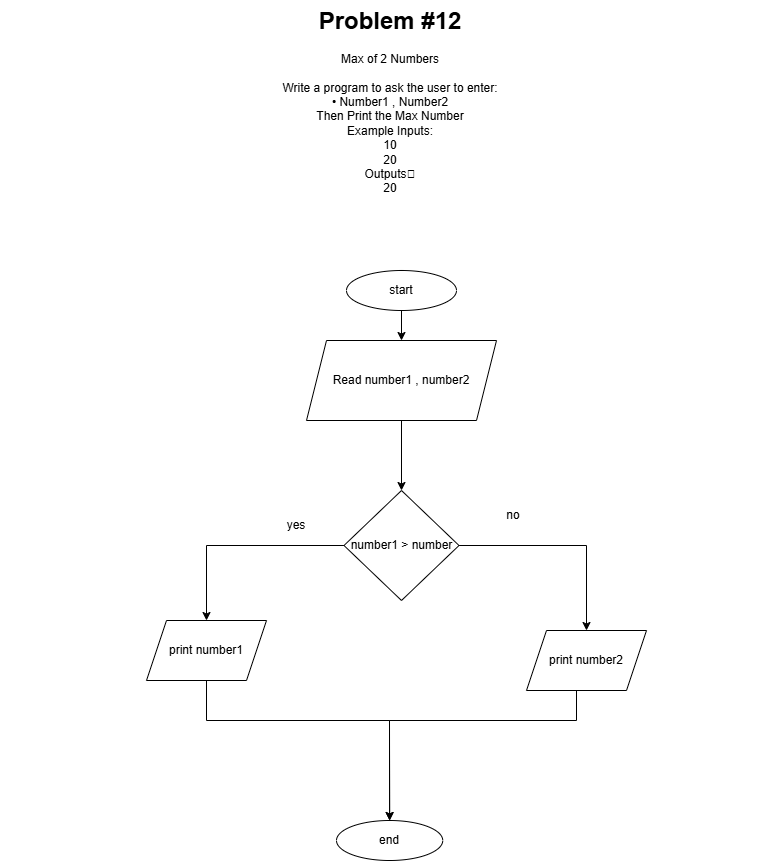 Problem #12
Max of 2 Numbers
Write a program to ask the user to enter:
• Number1 , Number2
Then Print the Max Number
Example Inputs:
10
20
Outputs
20
start
Read number1 , number2
number1 > number
yes
no
print number1
print number2
end